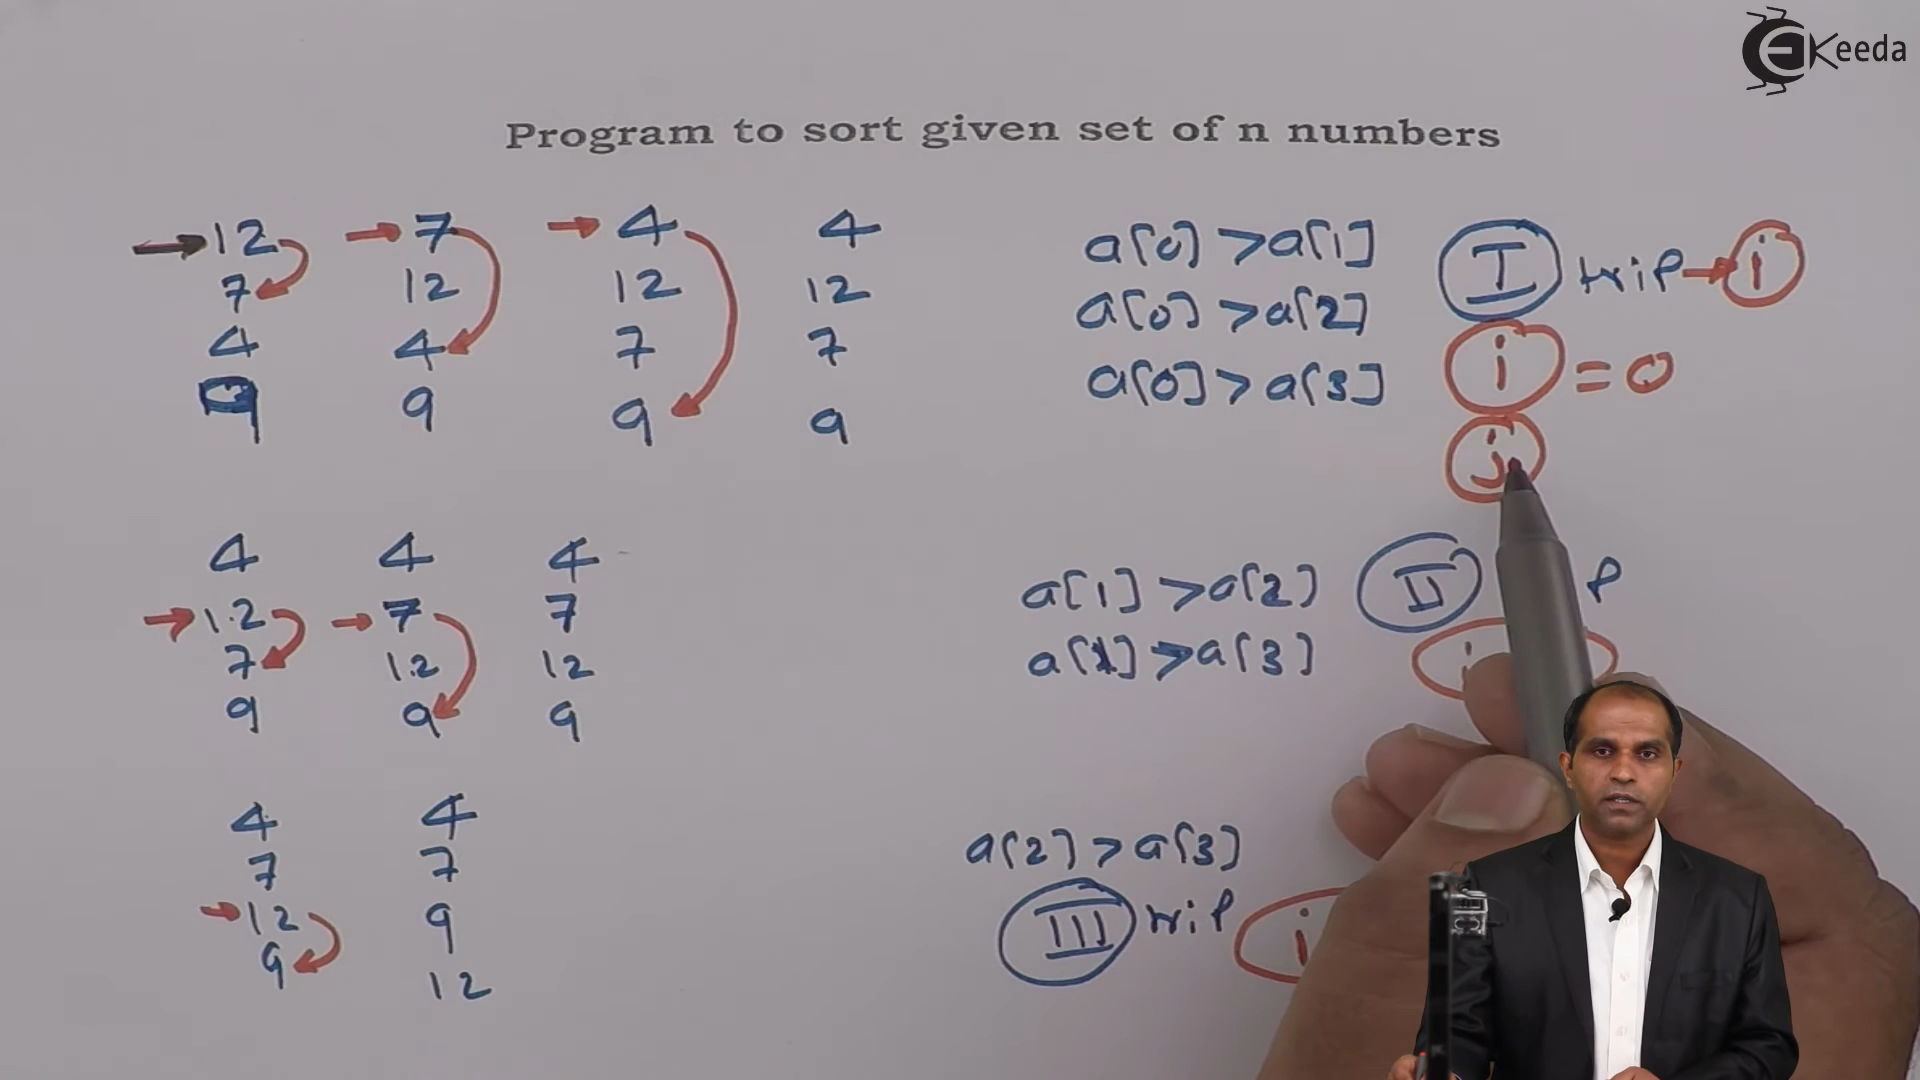 EKeeda
Program to sort given set of n numbers
12 7 4 4
7 12 12 12
4 4 7 7
9 9 9 9
a[0] > a[1]
a[0] > a[2]
a[0] > a[3]
I trip → i
i = 0
j
4 4 4
12 7 7
7 12 12
9 9 9
a[1] > a[2] II
a[1] > a[3] i
4 4
7 7
12 9
9 12
a[2] > a[3]
III trip i